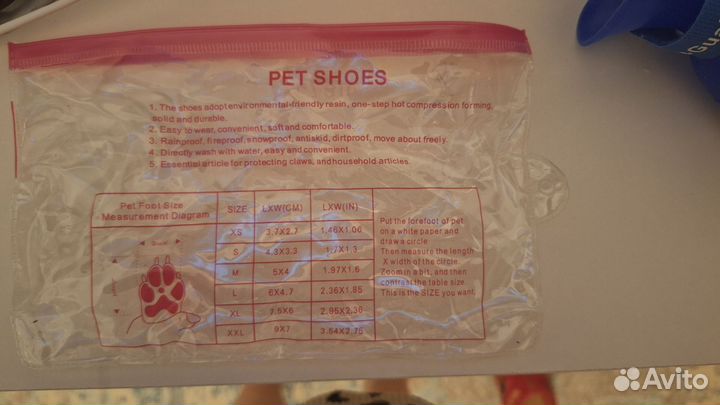 PET SHOES
1. The shoes adopt environmental-friendly resin, one-step hot compression forming,
solid and durable.
2. Easy to wear, convenient, soft and comfortable.
3. Rainproof, fireproof, snowproof, antiskid, dirtproof, move about freely.
4. Directly wash with water, easy and convenient.
5. Essential article for protecting claws, and household articles.
Pet Foot Size
Measurement Diagram
SIZE LXW(CM) LXW(IN)
XS 3.7X2.7 1.46X1.06
S 4.3X3.3 1.7X1.3
M 5X4 1.97X1.6
L 6X4.7 2.36X1.85
XL 7.5X6 2.95X2.36
XXL 9X7 3.54X2.75
Put the forefoot of pet
on a white paper and
draw a circle
Then measure the length
X width of the circle.
Zoom in a bit, and then
contrast the table size.
This is the SIZE you want.
Avito